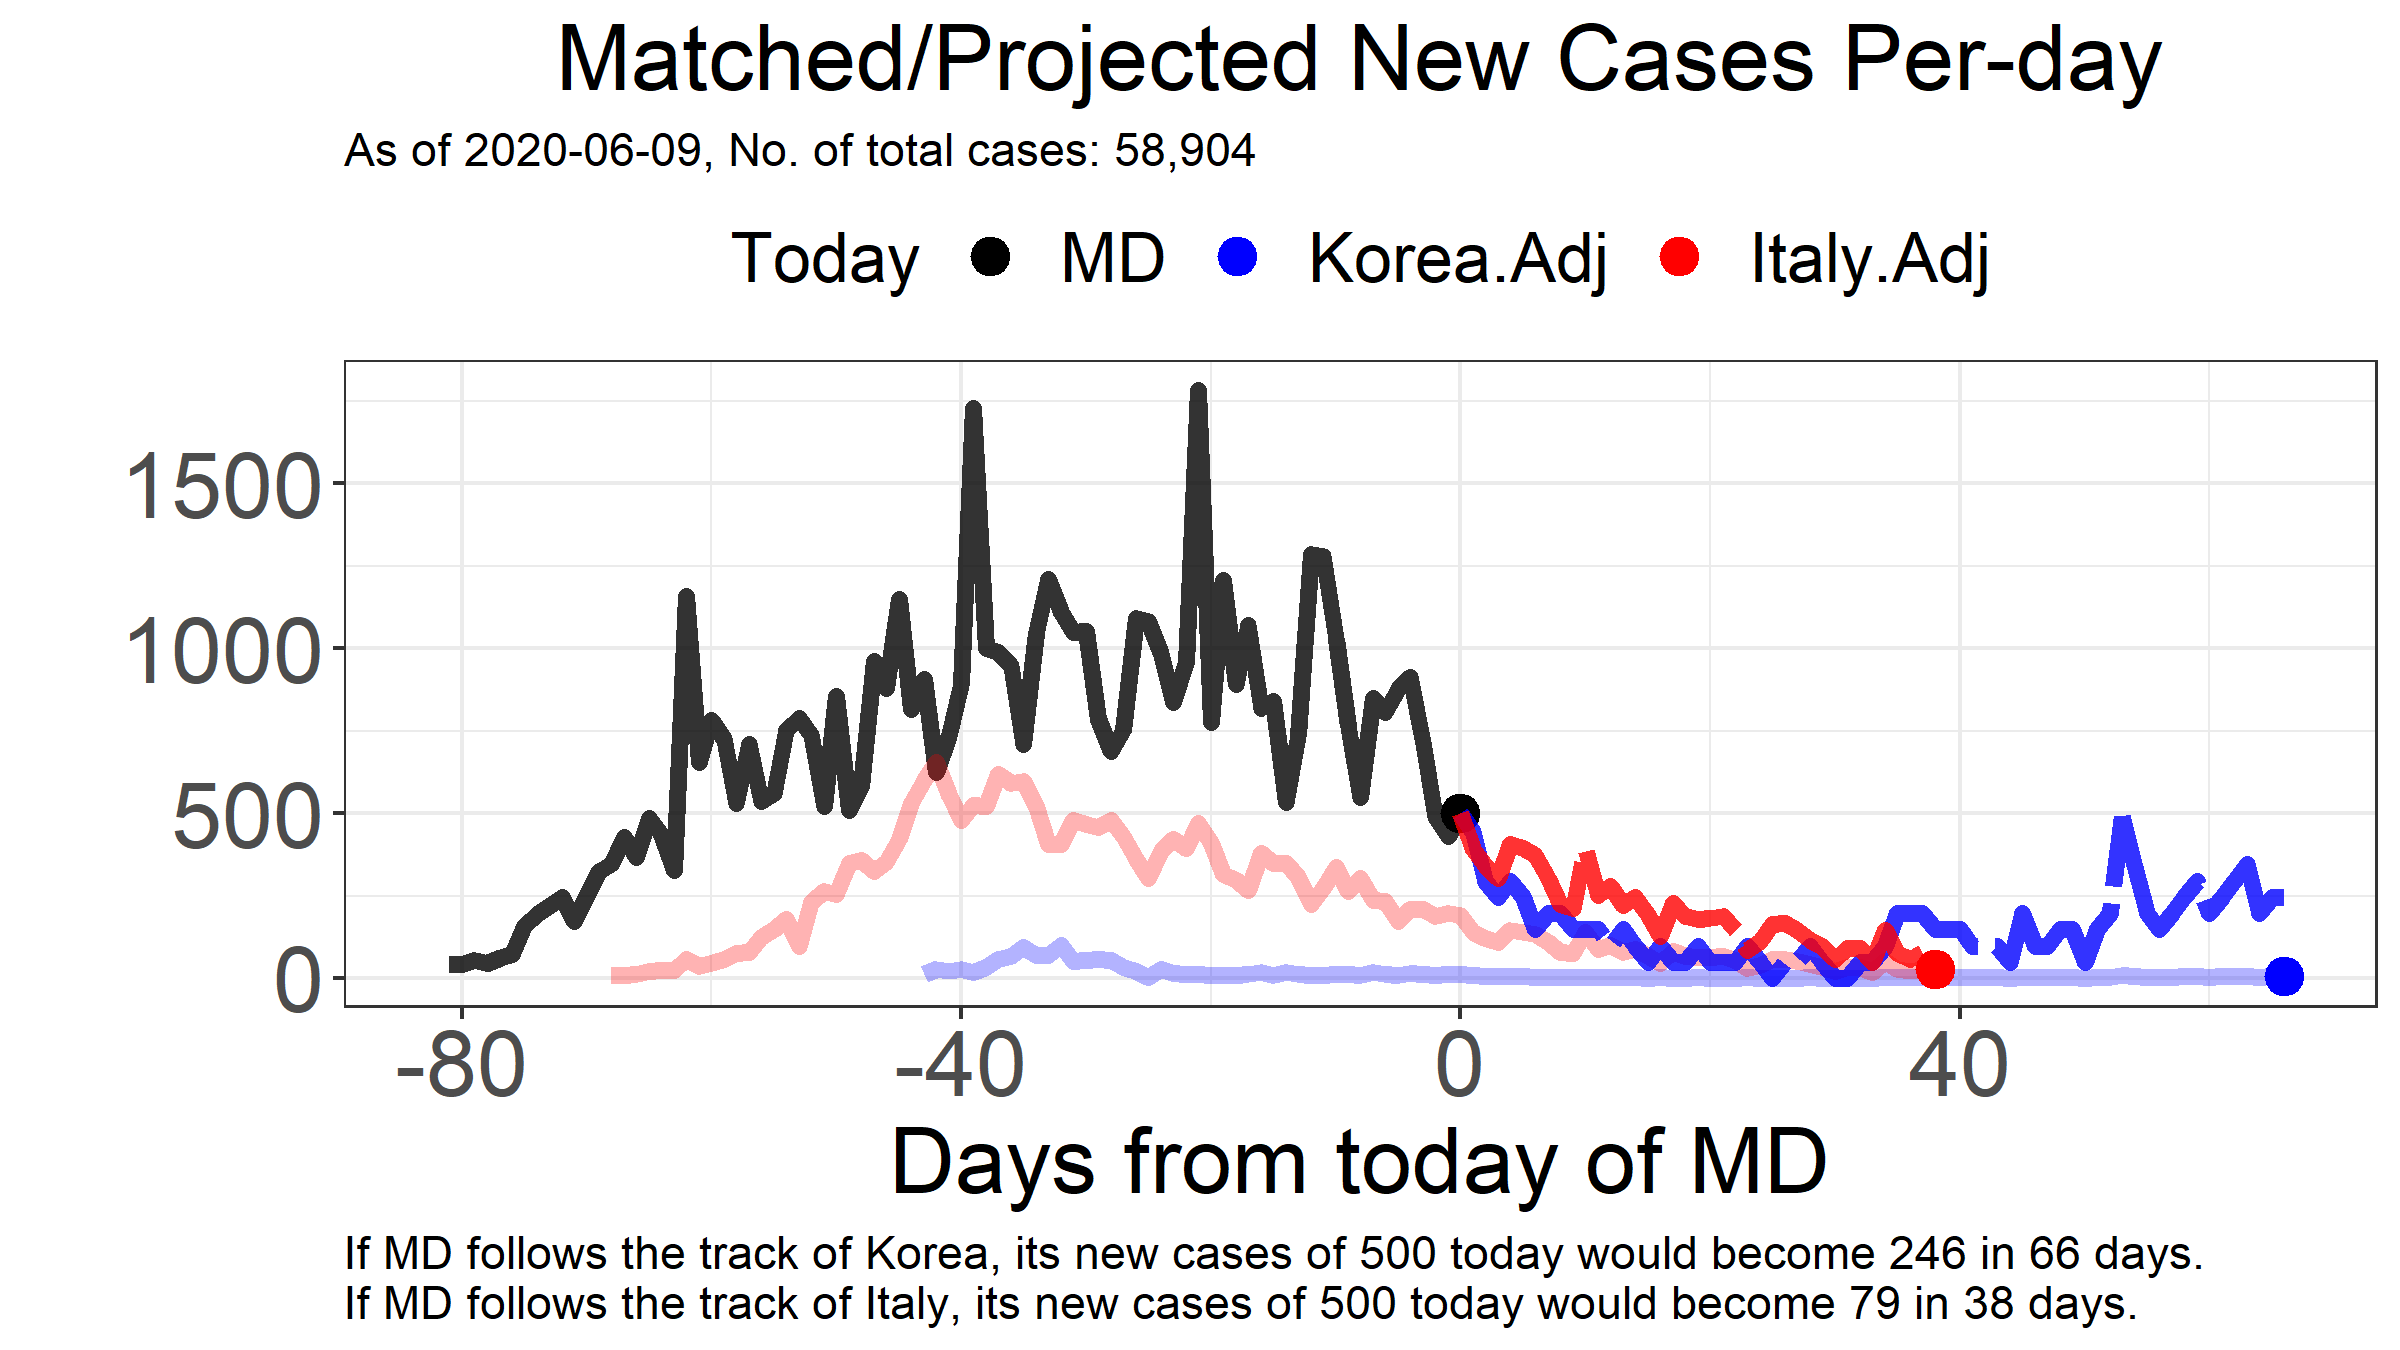 Matched/Projected New Cases Per-day
As of 2020-06-09, No. of total cases: 58,904
Today MD Korea.Adj Italy.Adj
1500
1000
500
0
-80 -40 0 40
Days from today of MD
If MD follows the track of Korea, its new cases of 500 today would become 246 in 66 days.
If MD follows the track of Italy, its new cases of 500 today would become 79 in 38 days.